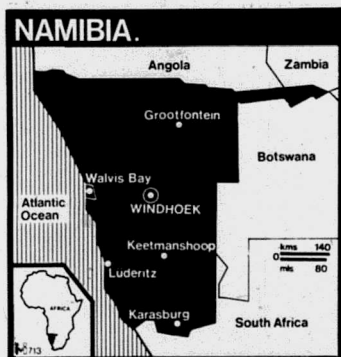 NAMIBIA.
Angola
Zambia
Grootfontein
Botswana
Walvis Bay
WINDHOEK
Atlantic
Ocean
Keetmanshoop
kms 140
0
mls 80
Luderitz
AFRICA
Karasburg
South Africa
713